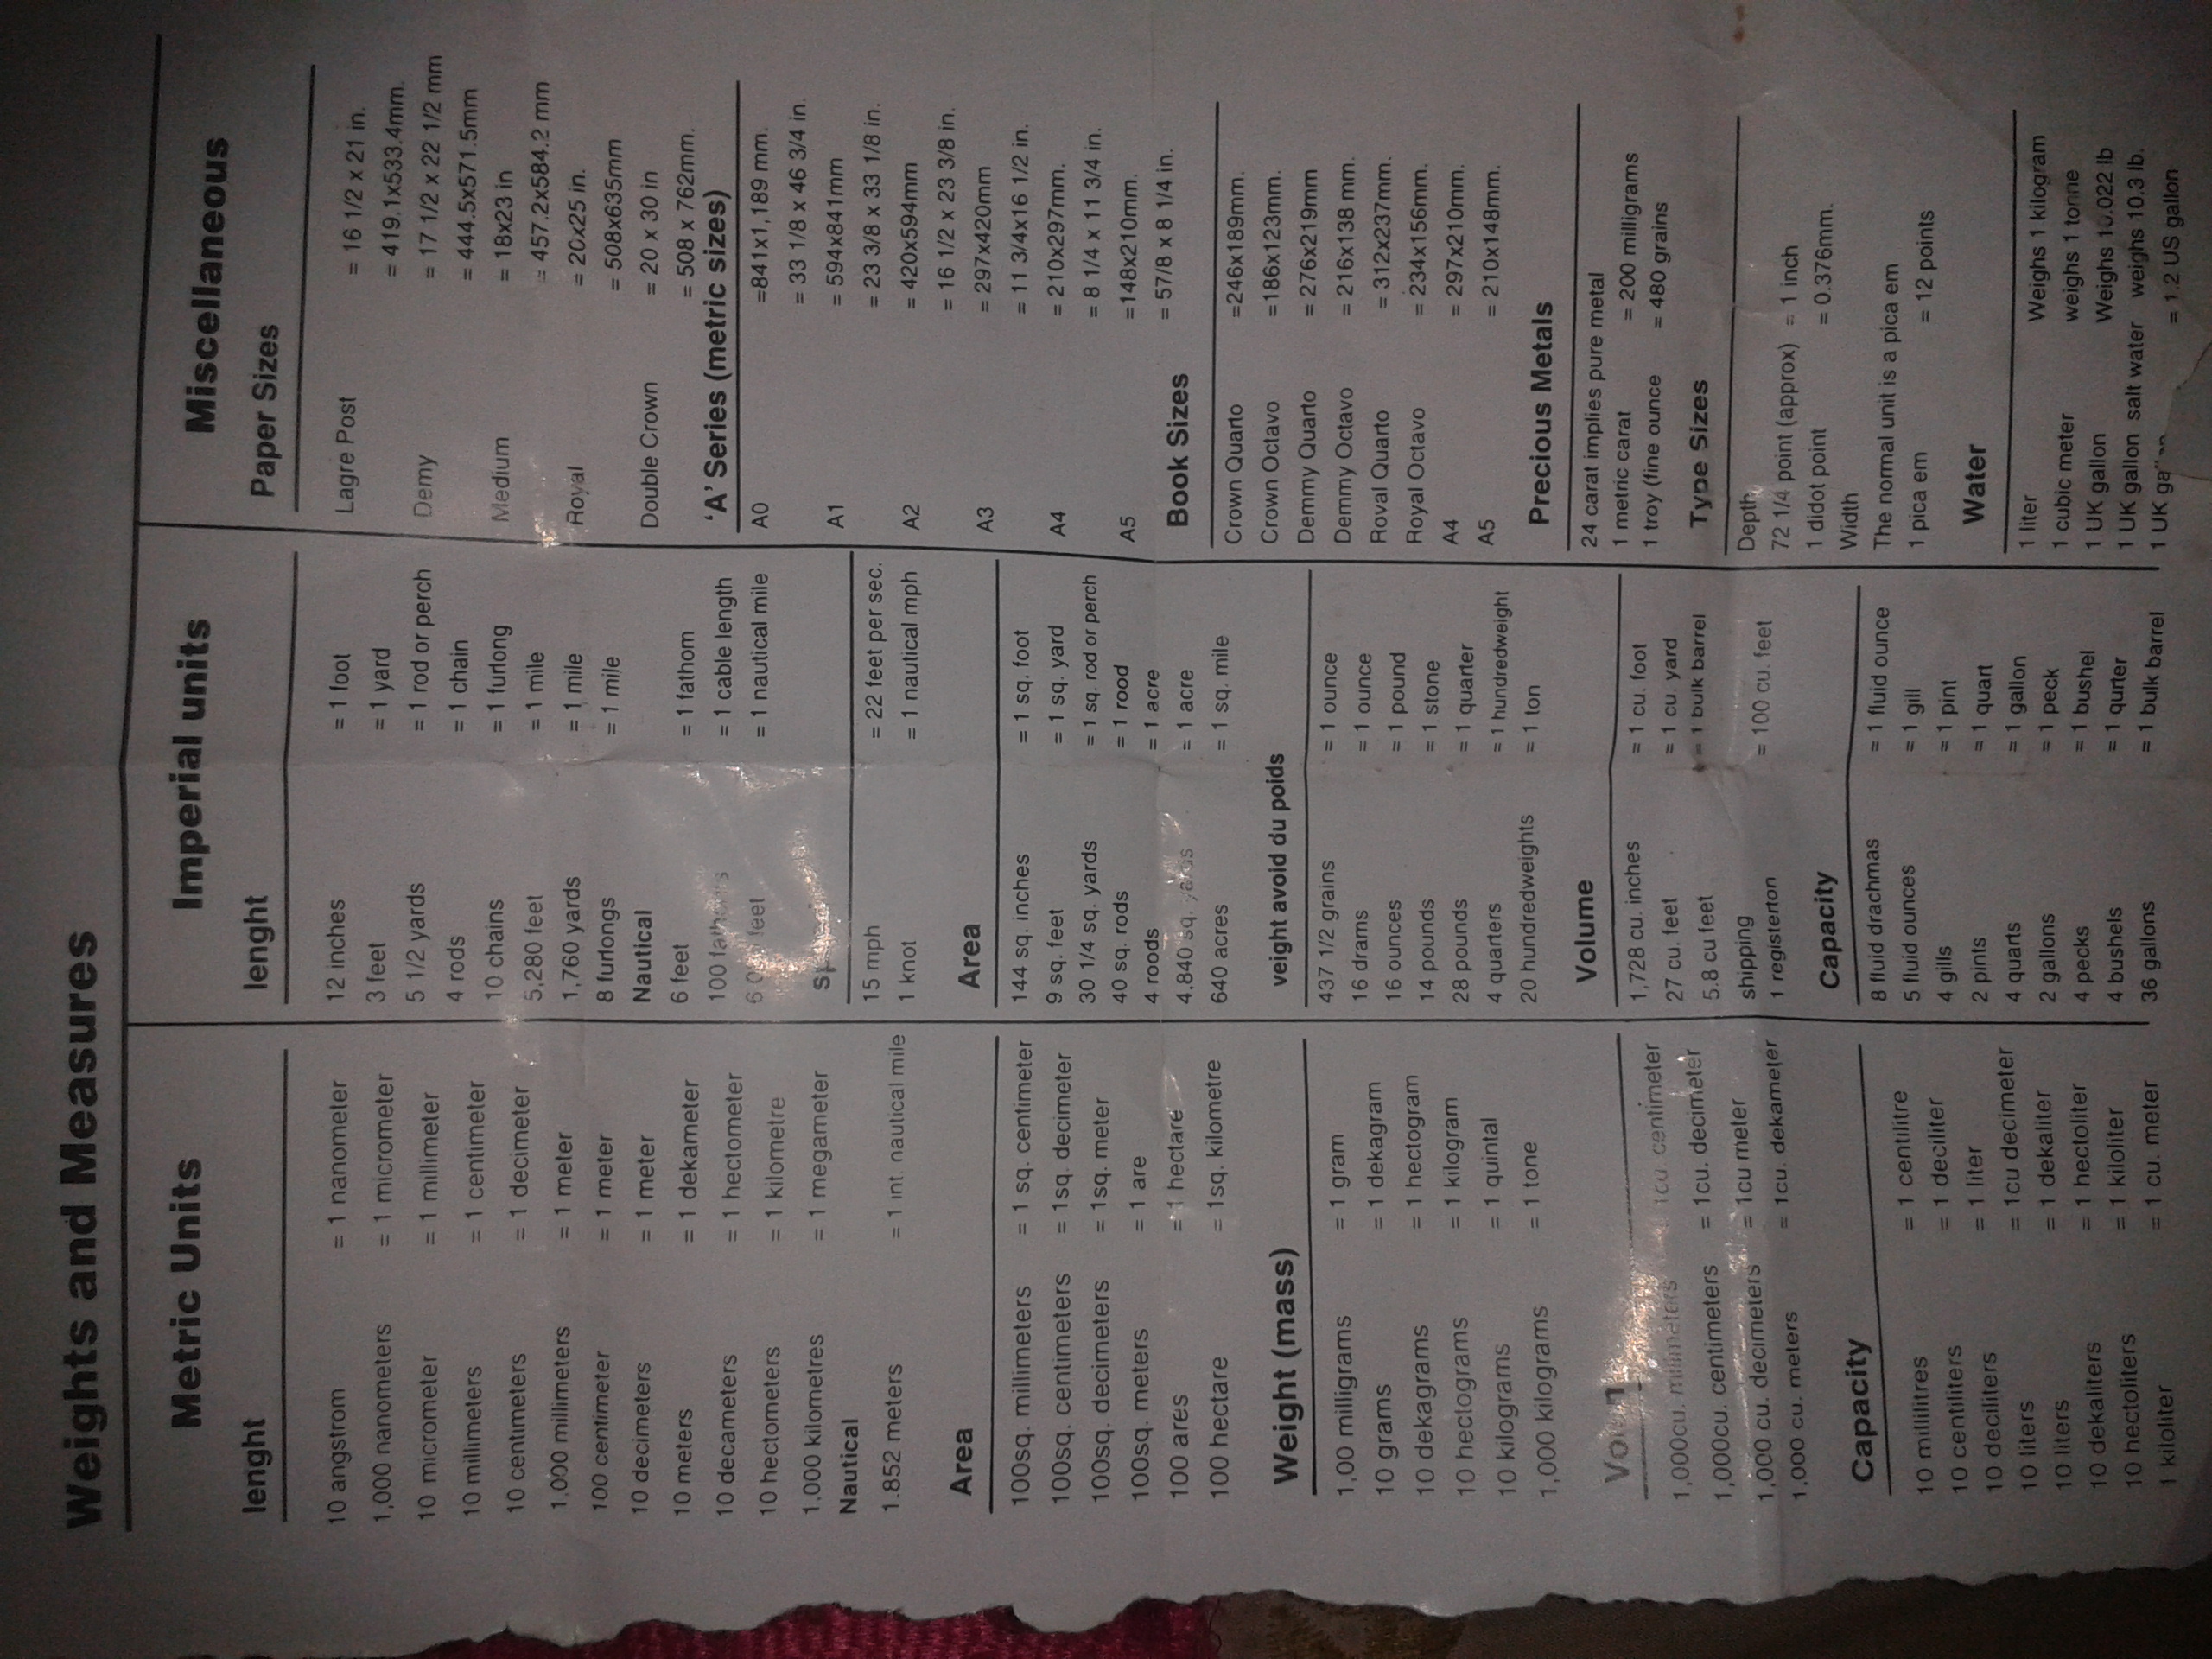 Weights and Measures
Metric Units
lenght
10 angstrom = 1 nanometer
1,000 nanometers = 1 micrometer
10 micrometer = 1 millimeter
10 millimeters = 1 centimeter
10 centimeters = 1 decimeter
1,000 millimeters = 1 meter
100 centimeter = 1 meter
10 decimeters = 1 meter
10 meters = 1 dekameter
10 decameters = 1 hectometer
10 hectometers = 1 kilometre
1.000 kilometres = 1 megameter
Nautical
1.852 meters = 1 int. nautical mile
Area
100sq. millimeters = 1 sq. centimeter
100sq. centimeters = 1sq. decimeter
100sq. decimeters = 1sq. meter
100sq. meters = 1 are
100 ares = 1 hectare
100 hectare = 1sq. kilometre
Weight (mass)
1,00 milligrams = 1 gram
10 grams = 1 dekagram
10 dekagrams = 1 hectogram
10 hectograms = 1 kilogram
10 kilograms = 1 quintal
1,000 kilograms = 1 tone
1,000cu. millimeters 1cu. centimeter
1,000cu. centimeters = 1cu. decimeter
1,000 cu. decimeters = 1cu meter
1,000 cu. meters = 1cu. dekameter
Capacity
10 millilitres = 1 centilitre
10 centiliters = 1 deciliter
10 deciliters = 1 liter
10 liters = 1cu decimeter
10 liters = 1 dekaliter
10 dekaliters = 1 hectoliter
10 hectoliters = 1 kiloliter
1 kiloliter = 1 cu. meter
Imperial units
lenght
12 inches = 1 foot
3 feet = 1 yard
5 1/2 yards = 1 rod or perch
4 rods = 1 chain
10 chains = 1 furlong
5,280 feet = 1 mile
1,760 yards = 1 mile
8 furlongs = 1 mile
Nautical
6 feet = 1 fathom
100 fathoms = 1 cable length
feet = 1 nautical mile
15 mph = 22 feet per sec.
1 knot = 1 nautical mph
Area
144 sq. inches = 1 sq. foot
9 sq. feet = 1 sq. yard
30 1/4 sq. yards = 1 sq. rod or perch
40 sq. rods = 1 rood
4 roods = 1 acre
4.840 sq. yards = 1 acre
640 acres = 1 sq. mile
veight avoid du poids
437 1/2 grains = 1 ounce
16 drams = 1 ounce
16 ounces = 1 pound
14 pounds = 1 stone
28 pounds = 1 quarter
4 quarters = 1 hundredweight
20 hundredweights = 1 ton
Volume
1,728 cu. inches = 1 cu. foot
27 cu. feet = 1 cu. yard
5.8 cu feet = 1 bulk barrel
shipping
1 registerton = 100 cu. feet
Capacity
8 fluid drachmas = 1 fluid ounce
5 fluid ounces = 1 gill
4 gills = 1 pint
2 pints = 1 quart
4 quarts = 1 gallon
2 gallons = 1 peck
4 pecks = 1 bushel
4 bushels = 1 qurter
36 gallons = 1 bulk barrel
Miscellaneous
Paper Sizes
Lagre Post = 16 1/2 x 21 in.
= 419.1x533.4mm.
Demy = 17 1/2 x 22 1/2 mm
= 444.5x571.5mm
Medium = 18x23 in
= 457.2x584.2 mm
Royal = 20x25 in.
= 508x635mm
Double Crown = 20 x 30 in
= 508 x 762mm.
'A' Series (metric sizes)
A0 =841x1,189 mm.
= 33 1/8 x 46 3/4 in.
A1 = 594x841mm
= 23 3/8 x 33 1/8 in.
A2 = 420x594mm
= 16 1/2 x 23 3/8 in.
A3 = 297x420mm
= 11 3/4x16 1/2 in.
A4 = 210x297mm.
= 8 1/4 x 11 3/4 in.
A5 =148x210mm.
= 57/8 x 8 1/4 in.
Book Sizes
Crown Quarto =246x189mm.
Crown Octavo =186x123mm.
Demmy Quarto = 276x219mm
Demmy Octavo = 216x138 mm.
Roval Quarto = 312x237mm.
Royal Octavo = 234x156mm.
A4 = 297x210mm.
A5 = 210x148mm.
Precious Metals
24 carat implies pure metal
1 metric carat = 200 milligrams
1 troy (fine ounce = 480 grains
Type Sizes
Depth
72 1/4 point (approx) = 1 inch
1 didot point = 0.376mm.
Width
The normal unit is a pica em
1 pica em = 12 points
Water
1 liter Weighs 1 kilogram
1 cubic meter weighs 1 tonne
1 UK gallon Weighs 10.022 lb
1 UK gallon salt water weighs 10.3 lb.
1 UK = 1.2 US gallon